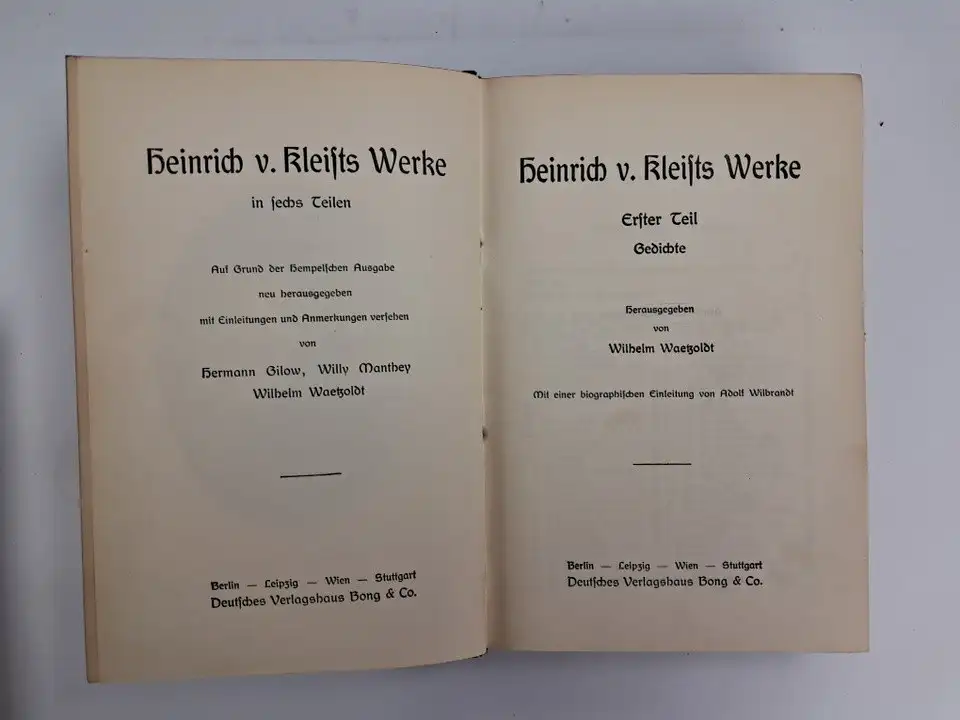 Heinrich v. Kleiſts Werke
in ſechs Teilen
Auf Grund der Hempelſchen Ausgabe
neu herausgegeben
mit Einleitungen und Anmerkungen verſehen
von
Hermann Gilow, Willy Manthey
Wilhelm Waetzoldt
Berlin — Leipzig — Wien — Stuttgart
Deutſches Verlagshaus Bong & Co.
Heinrich v. Kleiſts Werke
Erſter Teil
Gedichte
Herausgegeben
von
Wilhelm Waetzoldt
Mit einer biographiſchen Einleitung von Adolf Wilbrandt
Berlin — Leipzig — Wien — Stuttgart
Deutſches Verlagshaus Bong & Co.